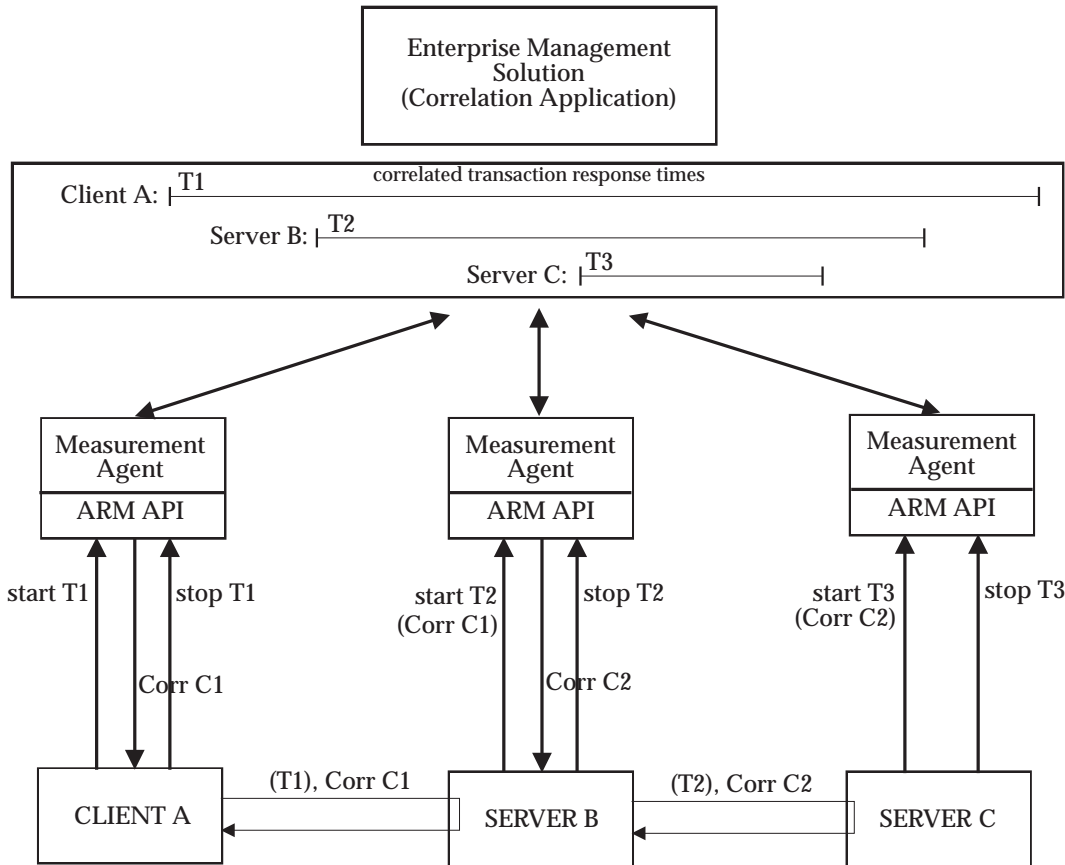 Enterprise Management
Solution
(Correlation Application)
correlated transaction response times
Client A:
T1
Server B:
T2
Server C:
T3
Measurement
Agent
ARM API
Measurement
Agent
ARM API
Measurement
Agent
ARM API
start T1
stop T1
Corr C1
start T2
(Corr C1)
stop T2
Corr C2
start T3
(Corr C2)
stop T3
CLIENT A
(T1), Corr C1
SERVER B
(T2), Corr C2
SERVER C